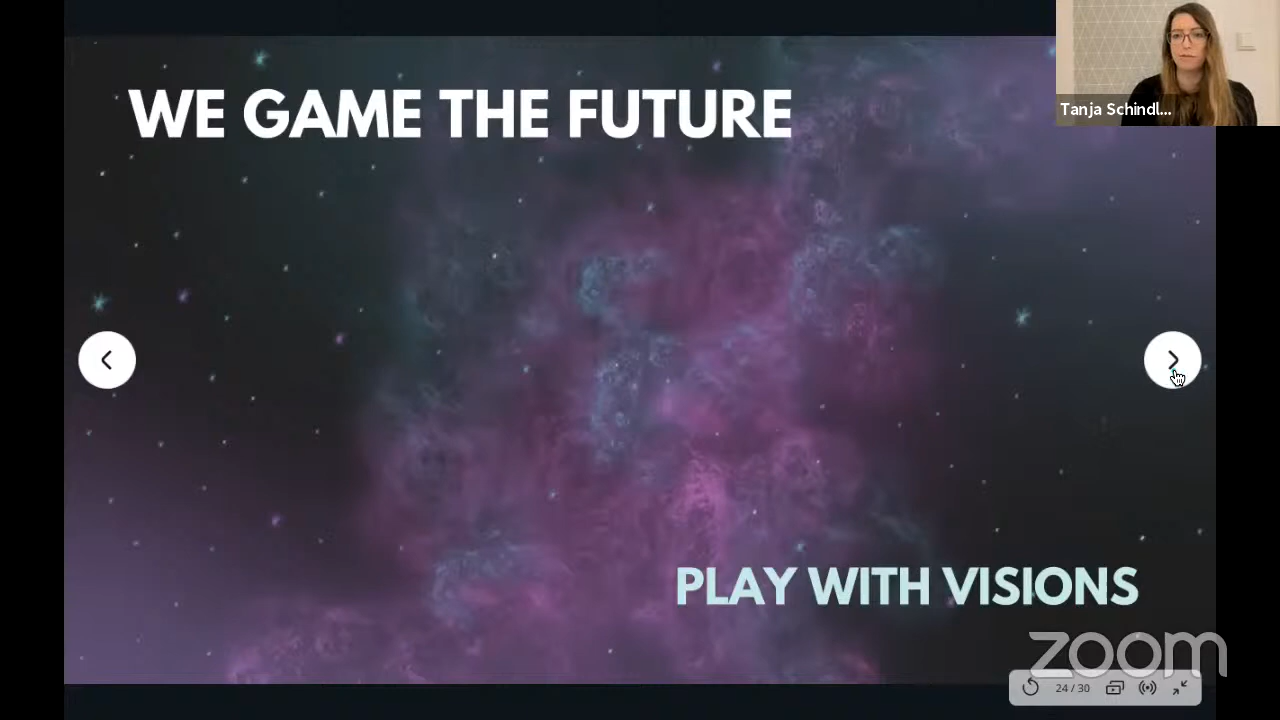 WE GAME THE FUTURE
Tanja Schindl...
PLAY WITH VISIONS
zoom
24 / 30